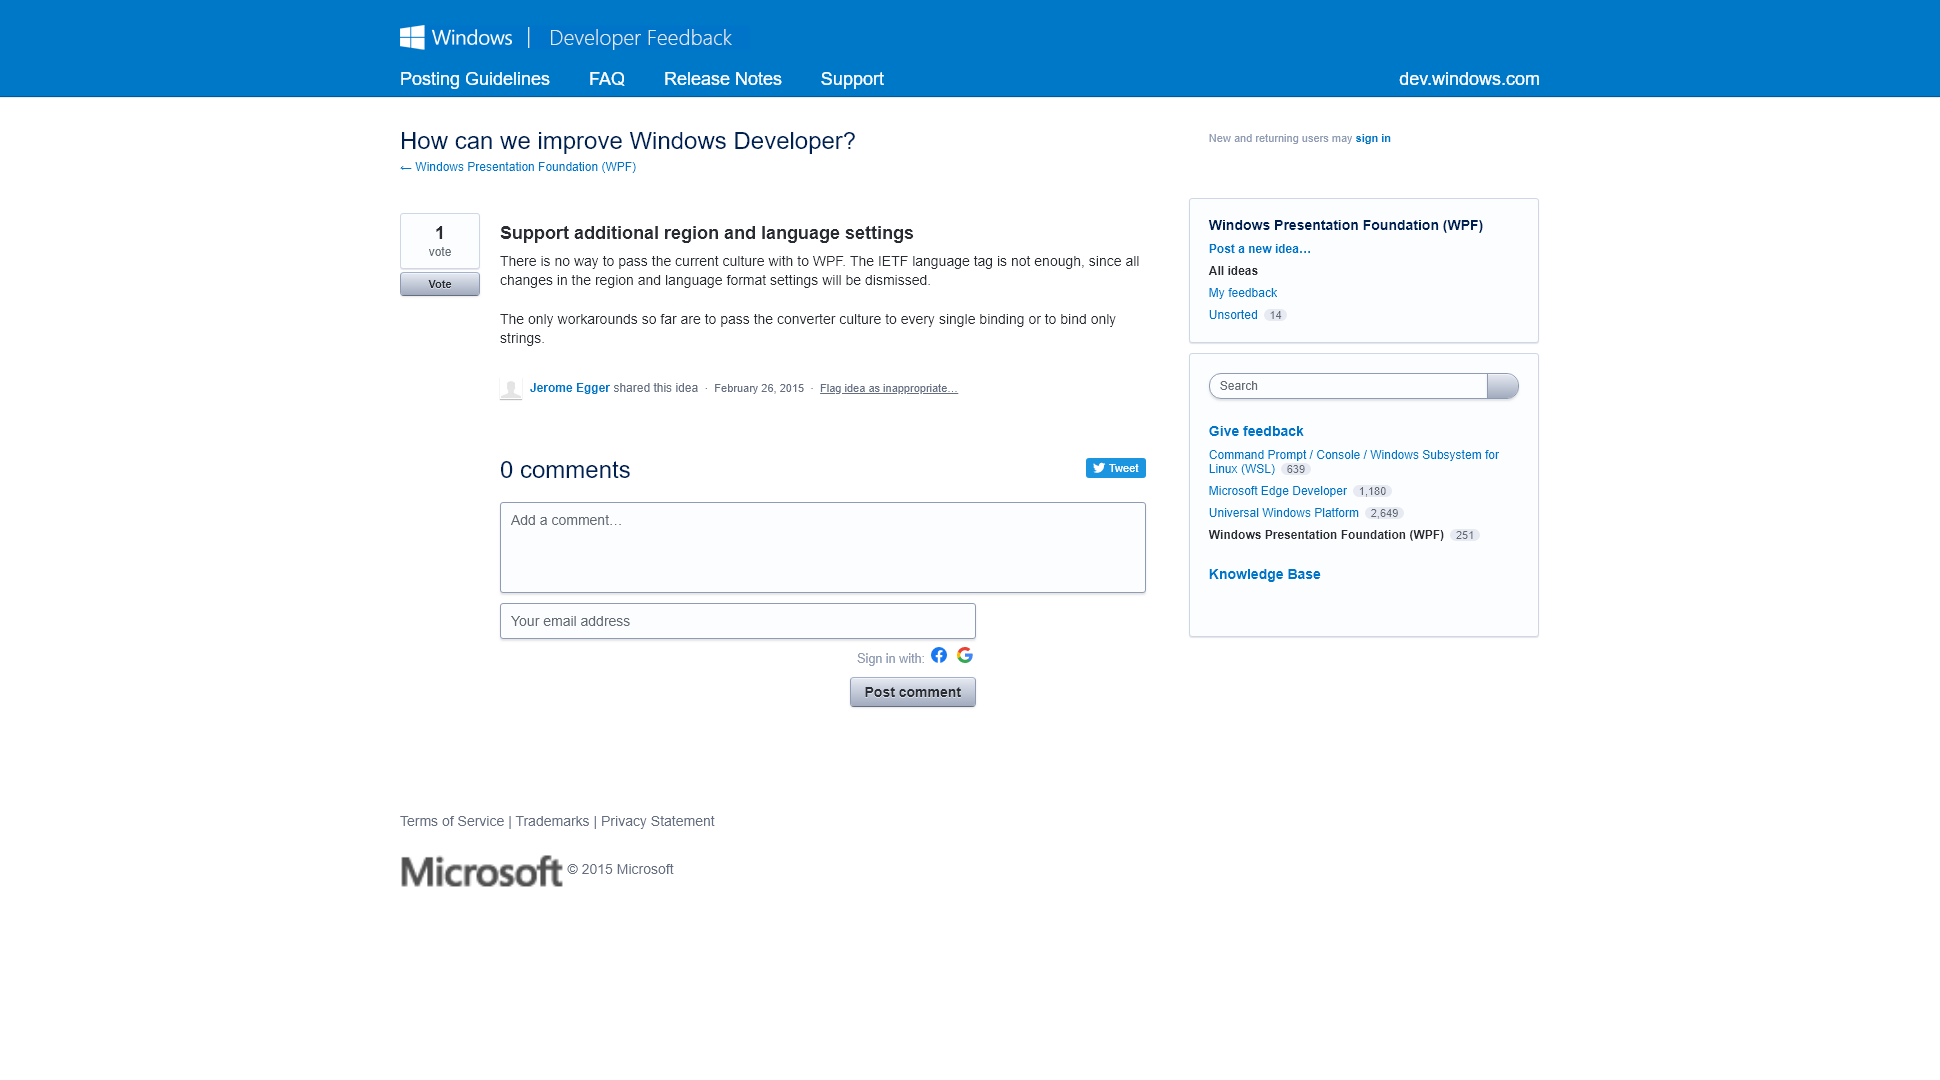 Windows | Developer Feedback
Posting Guidelines FAQ Release Notes Support dev.windows.com
How can we improve Windows Developer?
← Windows Presentation Foundation (WPF)
New and returning users may sign in
1
vote
Vote
Support additional region and language settings
There is no way to pass the current culture with to WPF. The IETF language tag is not enough, since all
changes in the region and language format settings will be dismissed.
The only workarounds so far are to pass the converter culture to every single binding or to bind only
strings.
Jerome Egger shared this idea · February 26, 2015 · Flag idea as inappropriate…
0 comments
Tweet
Add a comment…
Your email address
Sign in with:
Post comment
Windows Presentation Foundation (WPF)
Post a new idea…
All ideas
My feedback
Unsorted 14
Search
Give feedback
Command Prompt / Console / Windows Subsystem for
Linux (WSL) 639
Microsoft Edge Developer 1,180
Universal Windows Platform 2,649
Windows Presentation Foundation (WPF) 251
Knowledge Base
Terms of Service | Trademarks | Privacy Statement
Microsoft © 2015 Microsoft